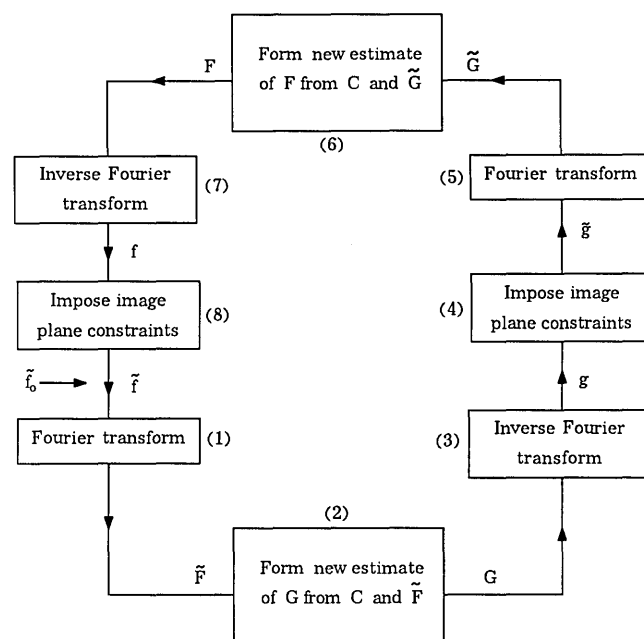 Form new estimate
of F from C and G̃
F
G̃
(6)
Inverse Fourier
transform
(7)
(5)
Fourier transform
f
g̃
Impose image
plane constraints
(8)
(4)
Impose image
plane constraints
f̃ₒ
f̃
g
Fourier transform
(1)
(3)
Inverse Fourier
transform
(2)
F̃
Form new estimate
of G from C and F̃
G